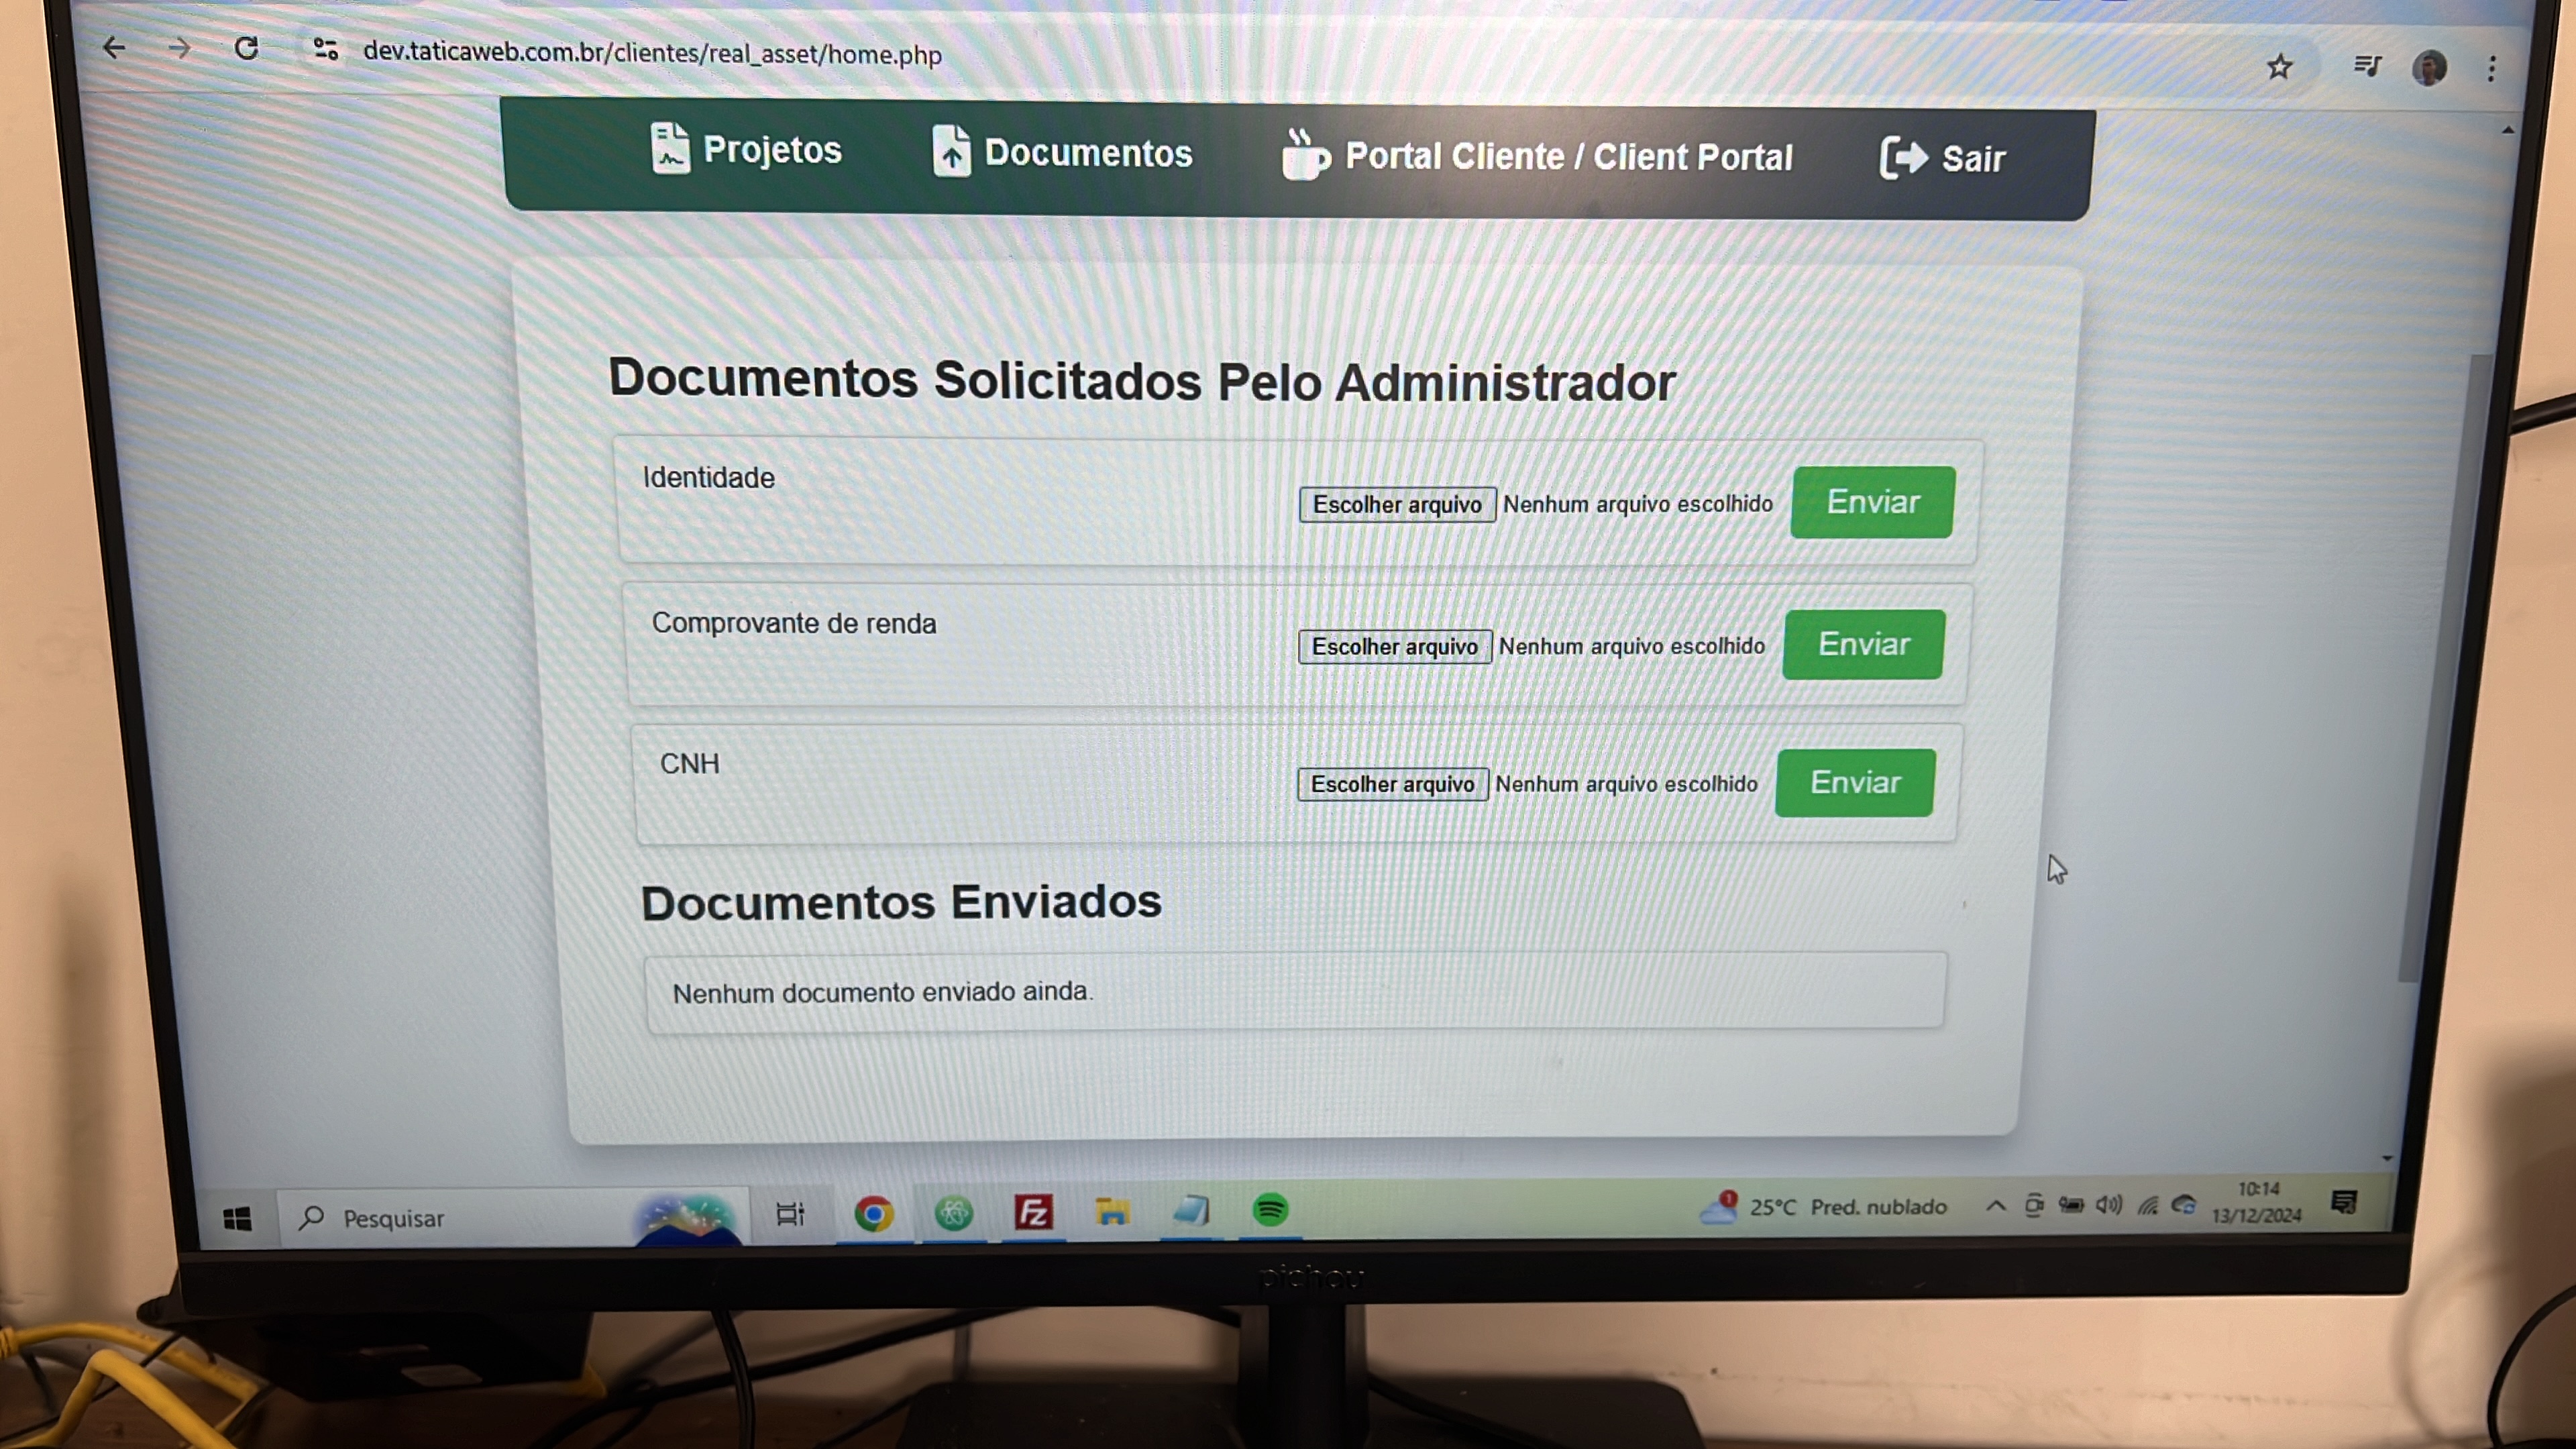 dev.taticaweb.com.br/clientes/real_asset/home.php
Projetos
Documentos
Portal Cliente / Client Portal
Sair
Documentos Solicitados Pelo Administrador
Identidade
Escolher arquivo Nenhum arquivo escolhido
Enviar
Comprovante de renda
Escolher arquivo Nenhum arquivo escolhido
Enviar
CNH
Escolher arquivo Nenhum arquivo escolhido
Enviar
Documentos Enviados
Nenhum documento enviado ainda.
Pesquisar
Fz
1
25°C Pred. nublado
10:14
13/12/2024
pichau